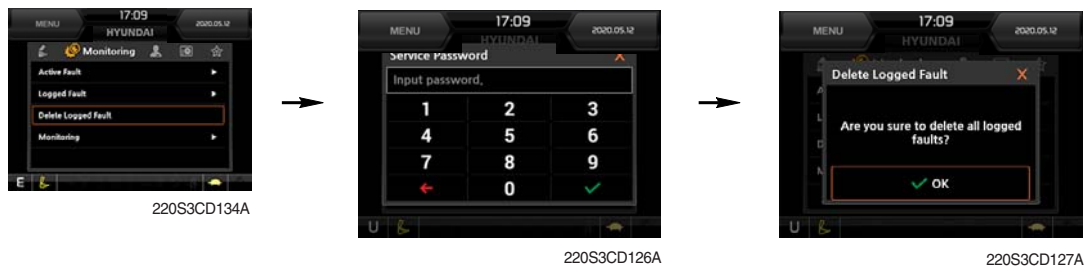 MENU 17:09 2020.05.12
HYUNDAI
Monitoring
Active Fault
Logged Fault
Delete Logged Fault
Monitoring
E
220S3CD134A
MENU 17:09 2020.05.12
HYUNDAI
Service Password X
Input password.
1 2 3
4 5 6
7 8 9
0
U
220S3CD126A
MENU 17:09 2020.05.12
HYUNDAI
Delete Logged Fault X
Are you sure to delete all logged
faults?
OK
U
220S3CD127A